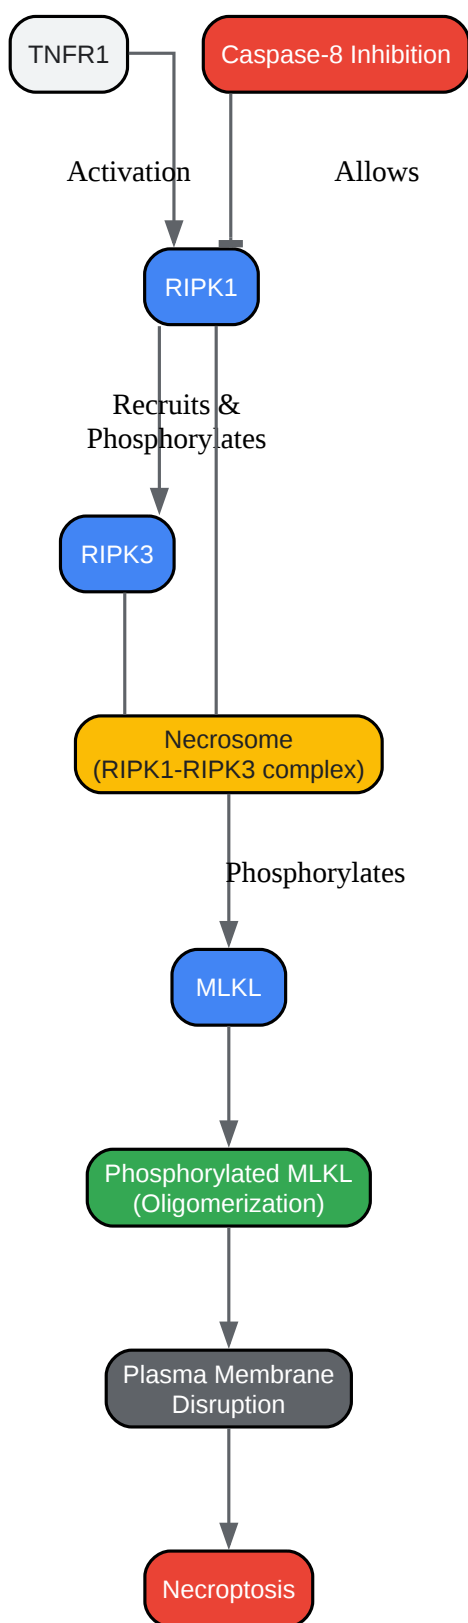 TNFR1
Caspase-8 Inhibition
Activation
Allows
RIPK1
Recruits &
Phosphorylates
RIPK3
Necrosome
(RIPK1-RIPK3 complex)
Phosphorylates
MLKL
Phosphorylated MLKL
(Oligomerization)
Plasma Membrane
Disruption
Necroptosis